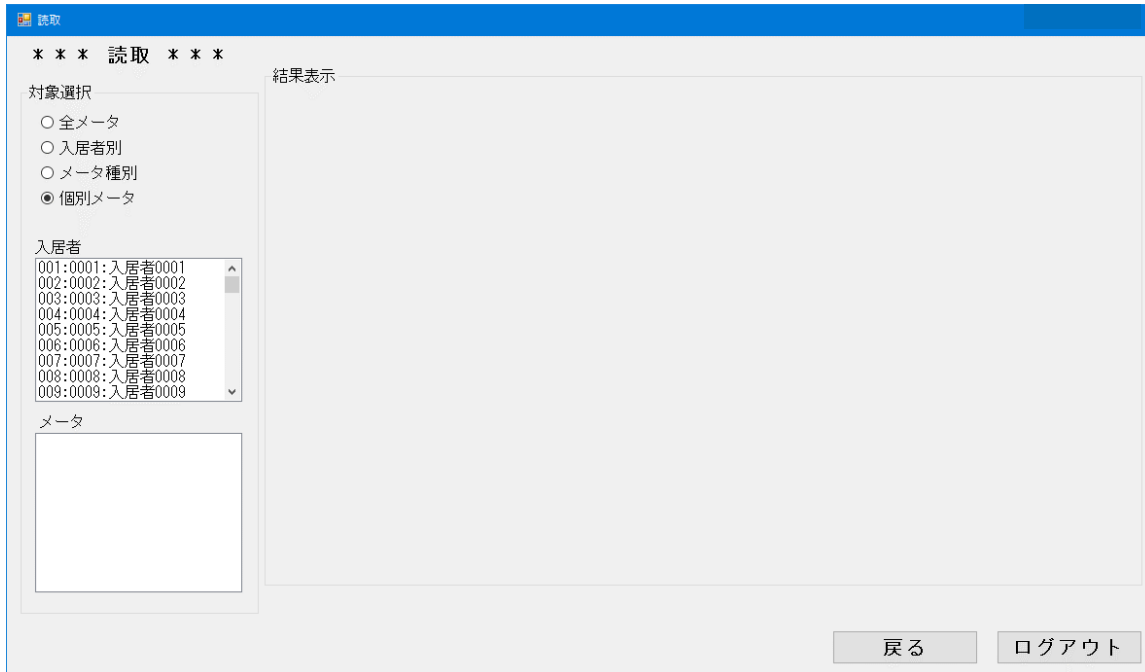 読取
＊＊＊ 読取 ＊＊＊
対象選択
全メータ
入居者別
メータ種別
個別メータ
入居者
001:0001:入居者0001
002:0002:入居者0002
003:0003:入居者0003
004:0004:入居者0004
005:0005:入居者0005
006:0006:入居者0006
007:0007:入居者0007
008:0008:入居者0008
009:0009:入居者0009
メータ
結果表示
戻る
ログアウト